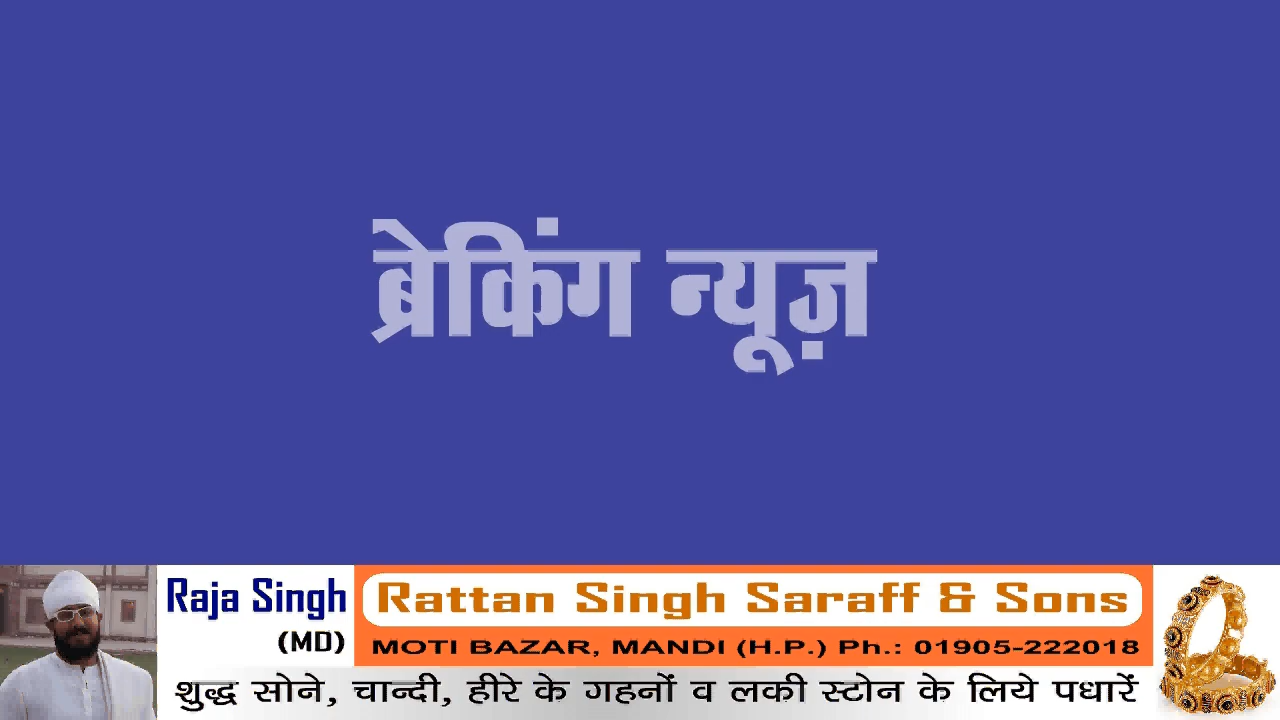 ब्रेकिंग न्यूज़
Raja Singh
(MD)
Rattan Singh Saraff & Sons
MOTI BAZAR, MANDI (H.P.) Ph.: 01905-222018
शुद्ध सोने, चान्दी, हीरे के गहनों व लकी स्टोन के लिये पधारें